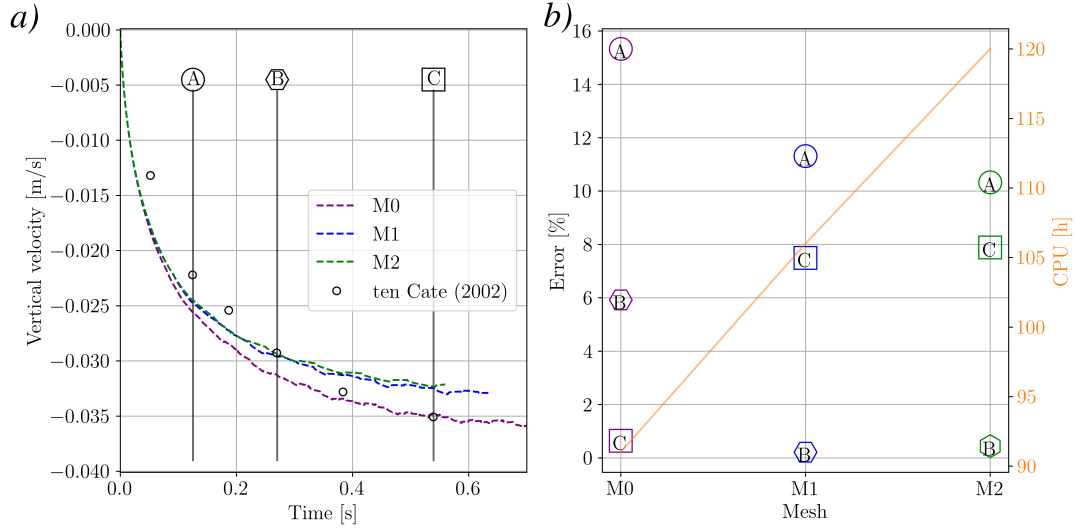 a)
0.000
−0.005
−0.010
−0.015
−0.020
−0.025
−0.030
−0.035
−0.040
Vertical velocity [m/s]
A
B
C
M0
M1
M2
ten Cate (2002)
0.0
0.2
0.4
0.6
Time [s]
b)
16
14
12
10
8
6
4
2
0
Error [%]
A
B
C
A
C
B
A
C
B
120
115
110
105
100
95
90
CPU [h]
M0
M1
M2
Mesh